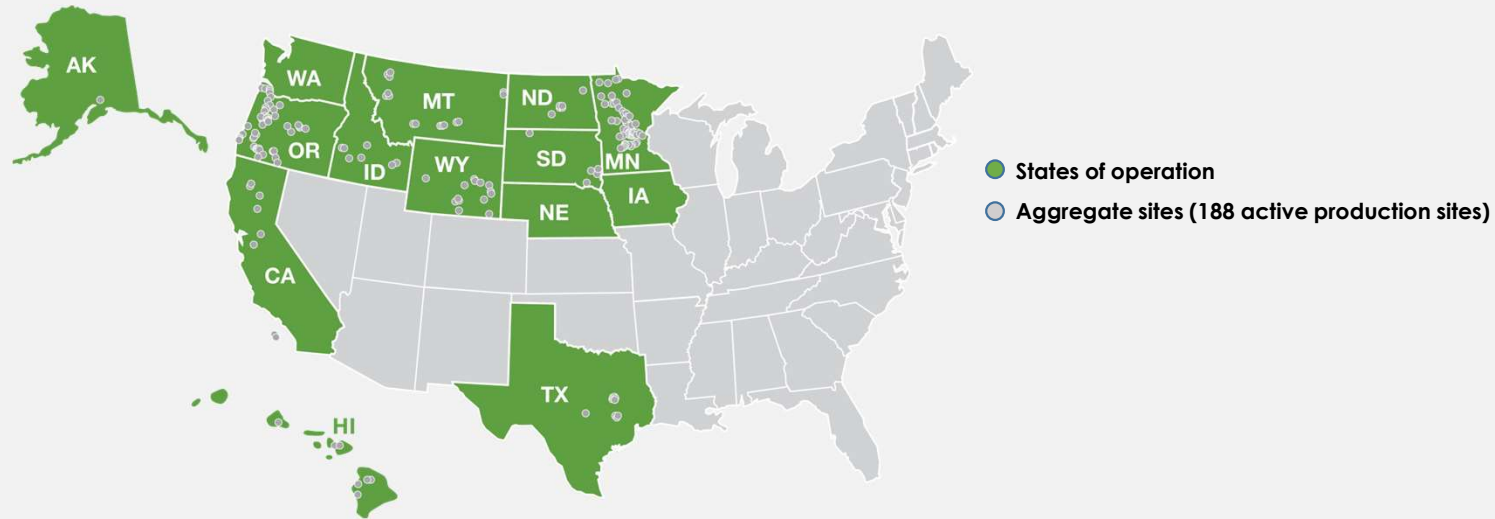 AK
WA
MT
ND
OR
ID
WY
SD
MN
NE
IA
CA
TX
HI
States of operation
Aggregate sites (188 active production sites)